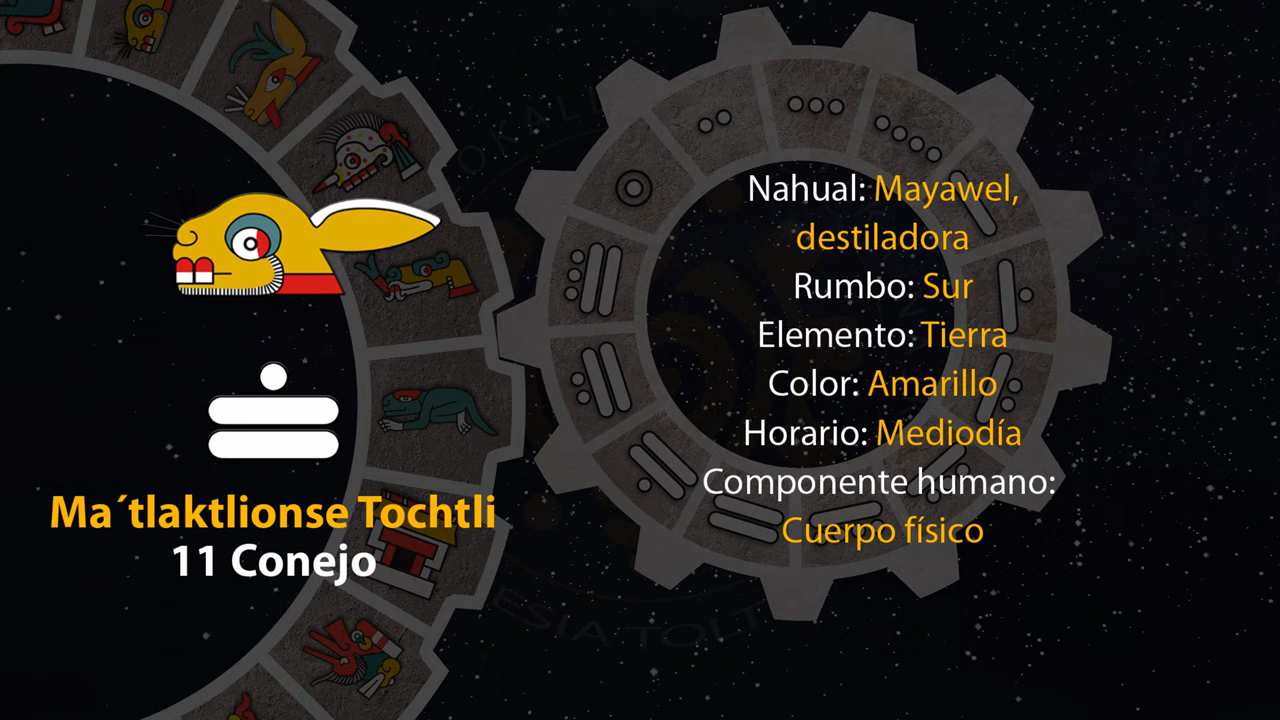 Ma´tlaktlionse Tochtli
11 Conejo
Nahual: Mayawel,
destiladora
Rumbo: Sur
Elemento: Tierra
Color: Amarillo
Horario: Mediodía
Componente humano:
Cuerpo físico